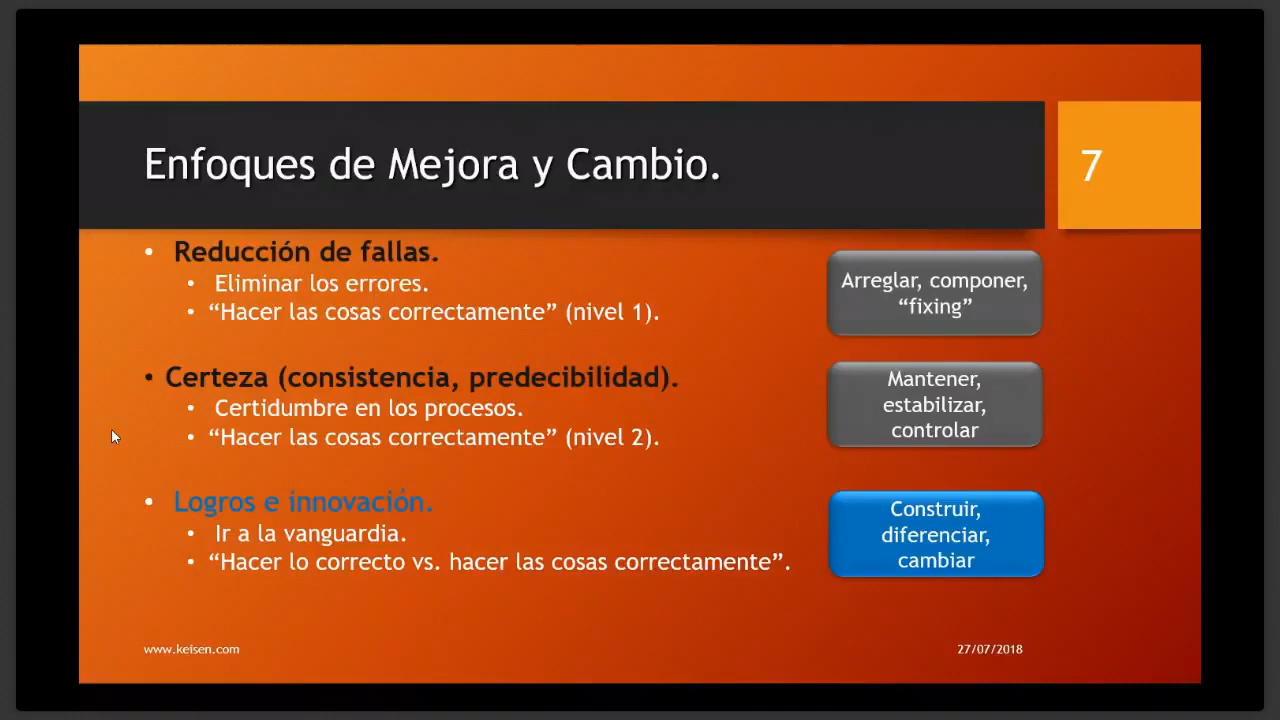 Enfoques de Mejora y Cambio.
7
• Reducción de fallas.
• Eliminar los errores.
• “Hacer las cosas correctamente” (nivel 1).
Arreglar, componer,
“fixing”
• Certeza (consistencia, predecibilidad).
• Certidumbre en los procesos.
• “Hacer las cosas correctamente” (nivel 2).
Mantener,
estabilizar,
controlar
• Logros e innovación.
• Ir a la vanguardia.
• “Hacer lo correcto vs. hacer las cosas correctamente”.
Construir,
diferenciar,
cambiar
www.keisen.com
27/07/2018